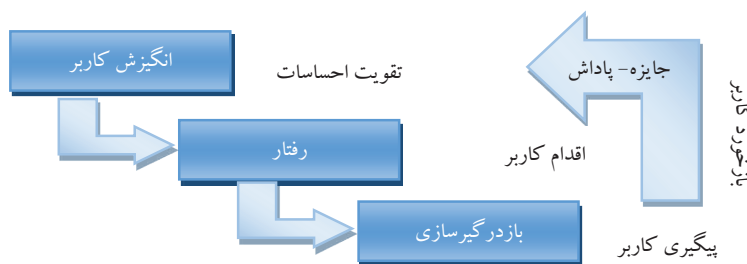 انگیزش کاربر
تقویت احساسات
جایزه- پاداش
بازخورد کاربر
رفتار
اقدام کاربر
بازدرگیرسازی
پیگیری کاربر